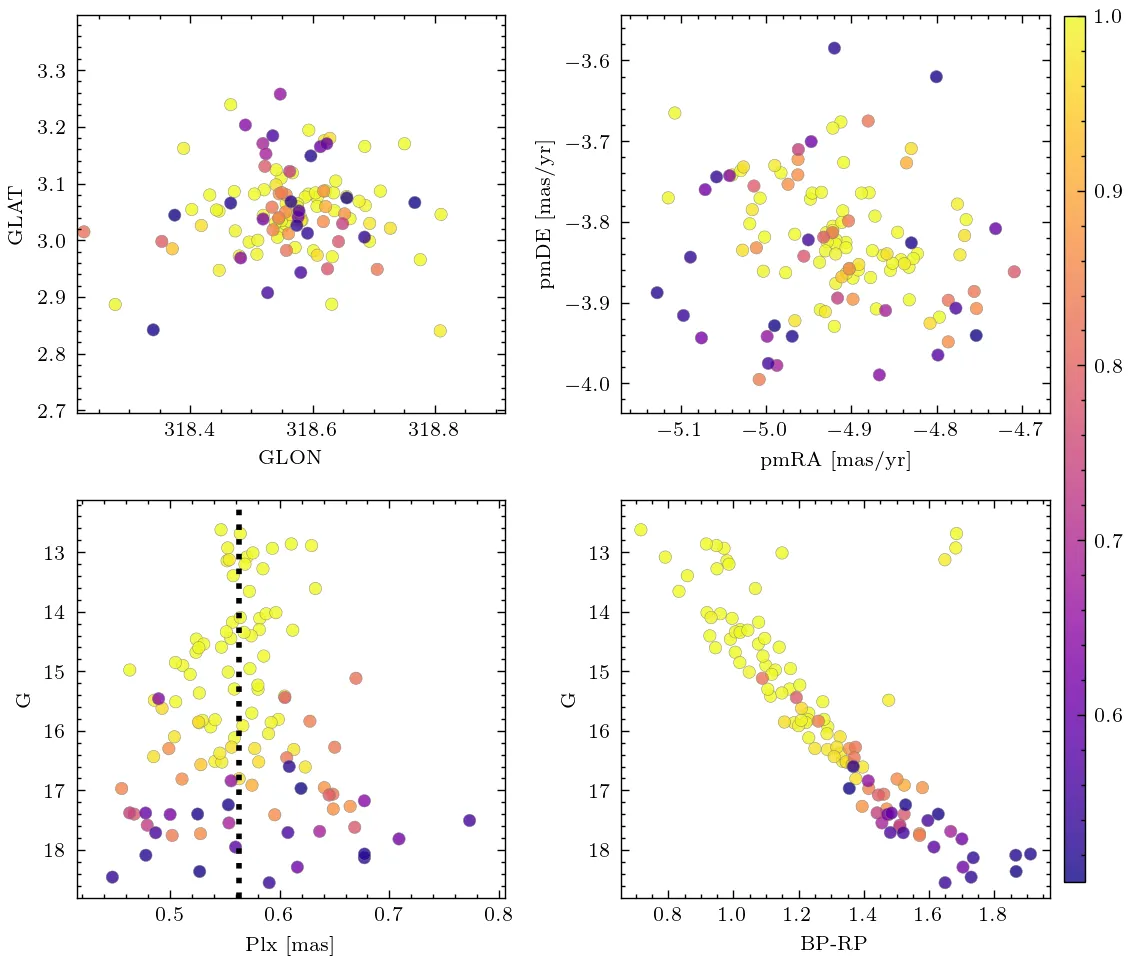 3.3
3.2
3.1
3.0
2.9
2.8
2.7
GLAT
318.4 318.6 318.8
GLON
−3.6
−3.7
−3.8
−3.9
−4.0
pmDE [mas/yr]
−5.1 −5.0 −4.9 −4.8 −4.7
pmRA [mas/yr]
1.0
0.9
0.8
0.7
0.6
13
14
15
16
17
18
G
0.5 0.6 0.7 0.8
Plx [mas]
13
14
15
16
17
18
G
0.8 1.0 1.2 1.4 1.6 1.8
BP-RP